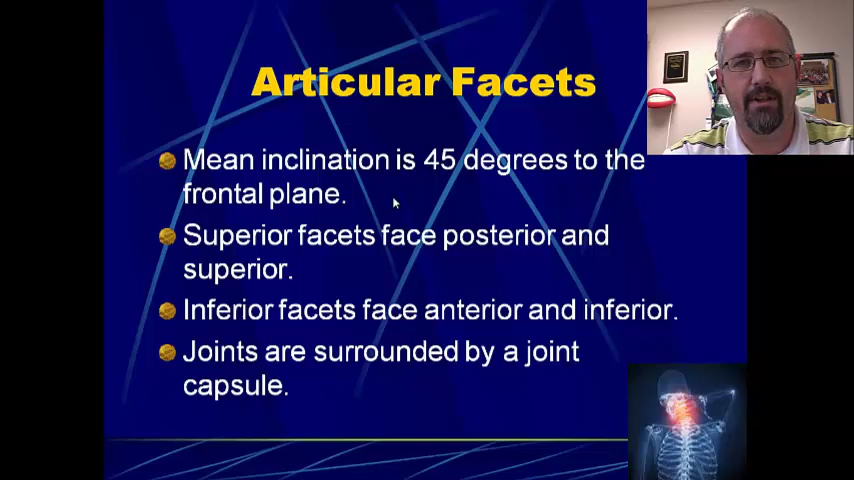 Articular Facets
Mean inclination is 45 degrees to the
frontal plane.
Superior facets face posterior and
superior.
Inferior facets face anterior and inferior.
Joints are surrounded by a joint
capsule.